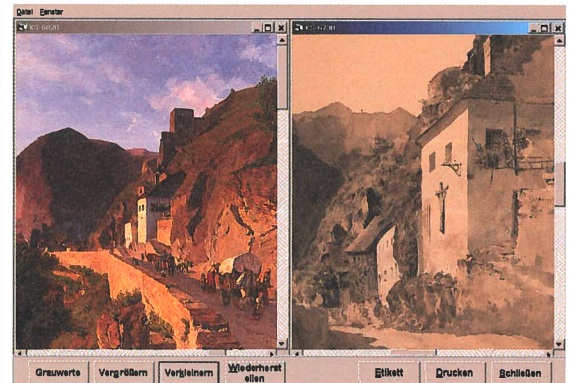 Datei Fenster
Grauwerte Vergrößern Verkleinern Wiederherst
ellen Etikett Drucken Schließen